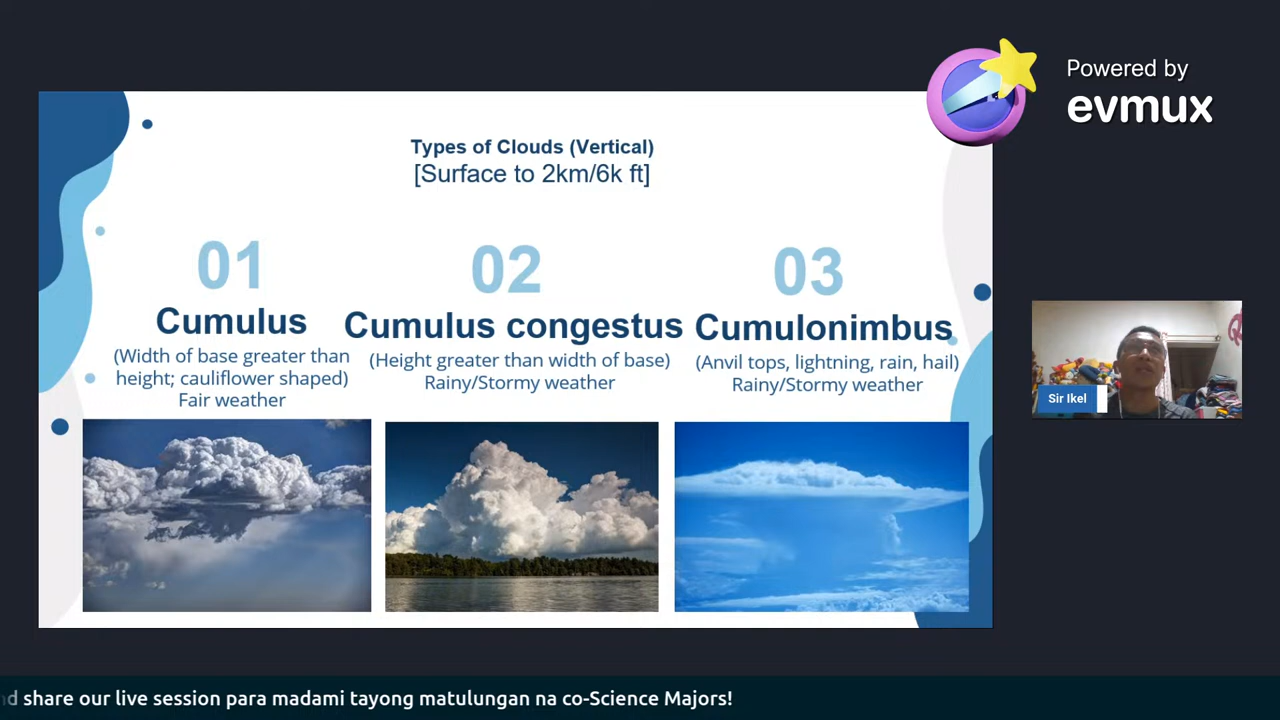 Powered by
evmux
Types of Clouds (Vertical)
[Surface to 2km/6k ft]
01
Cumulus
(Width of base greater than
height; cauliflower shaped)
Fair weather
02
Cumulus congestus
(Height greater than width of base)
Rainy/Stormy weather
03
Cumulonimbus
(Anvil tops, lightning, rain, hail)
Rainy/Stormy weather
Sir Ikel
share our live session para madami tayong matulungan na co-Science Majors!